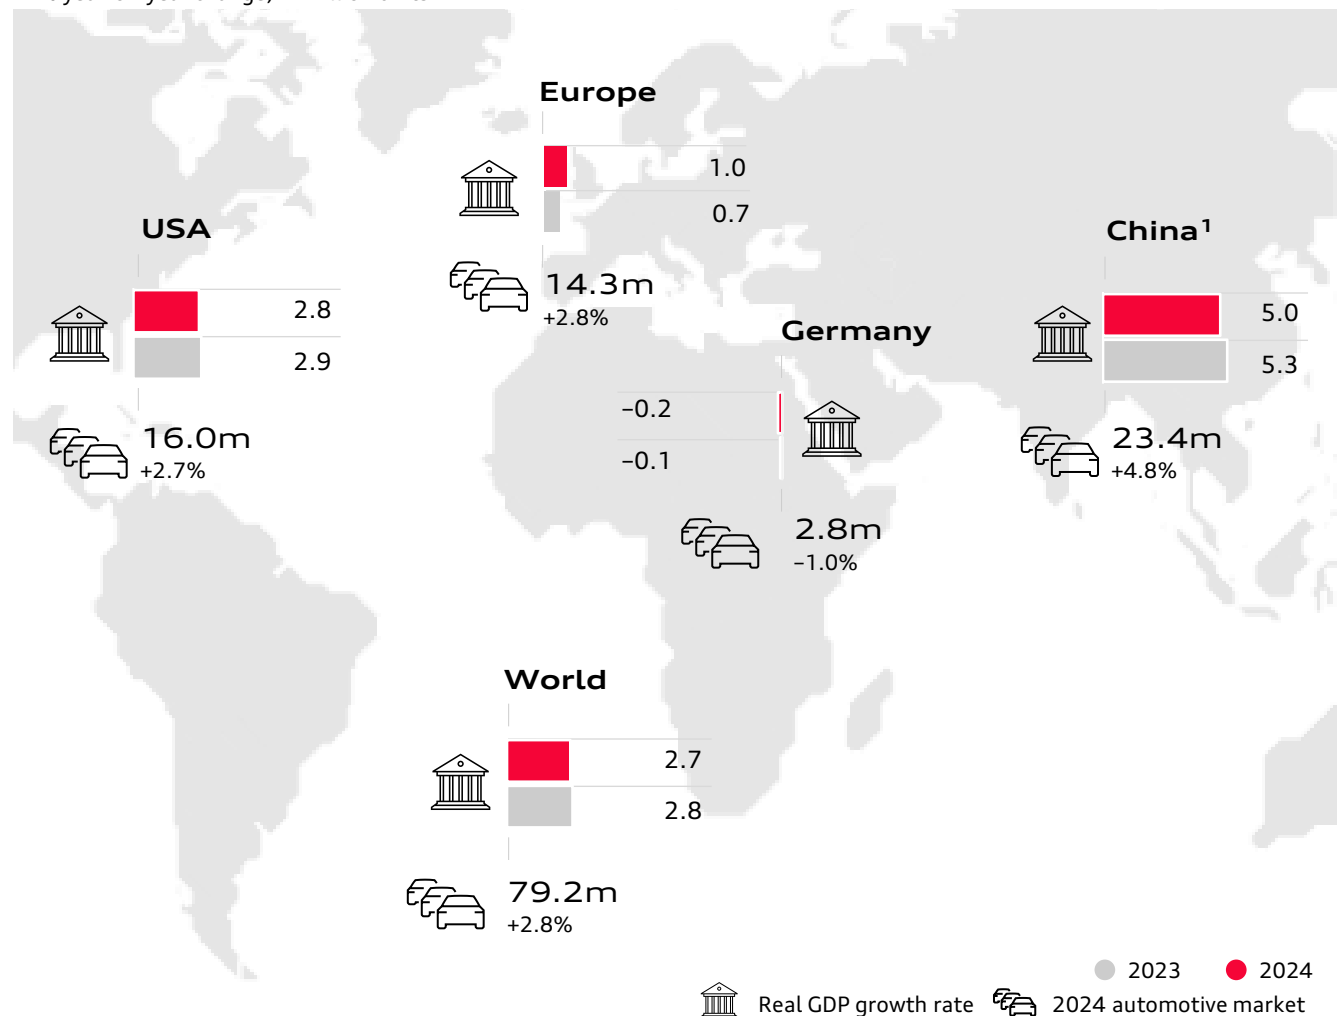 Europe
1.0
0.7
14.3m
+2.8%
USA
2.8
2.9
16.0m
+2.7%
China¹
5.0
5.3
23.4m
+4.8%
Germany
−0.2
−0.1
2.8m
−1.0%
World
2.7
2.8
79.2m
+2.8%
2023 2024
Real GDP growth rate 2024 automotive market